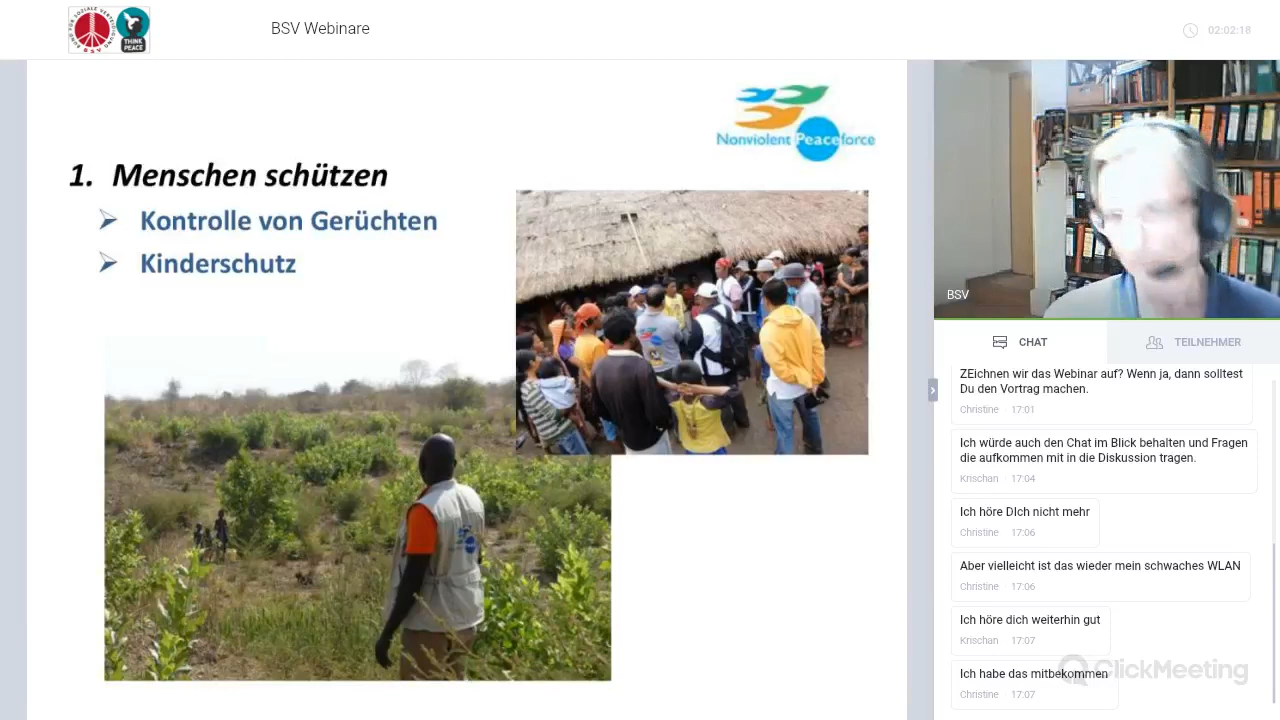 BSV Webinare
THINK
PEACE
02:02:18
Nonviolent Peaceforce
1. Menschen schützen
Kontrolle von Gerüchten
Kinderschutz
BSV
CHAT
TEILNEHMER
ZEichnen wir das Webinar auf? Wenn ja, dann solltest
Du den Vortrag machen.
Christine · 17:01
Ich würde auch den Chat im Blick behalten und Fragen
die aufkommen mit in die Diskussion tragen.
Krischan · 17:04
Ich höre DIch nicht mehr
Christine 17:06
Aber vielleicht ist das wieder mein schwaches WLAN
Christine 17:06
Ich höre dich weiterhin gut
Krischan 17:07
Ich habe das mitbekommen
Christine 17:07
ClickMeeting